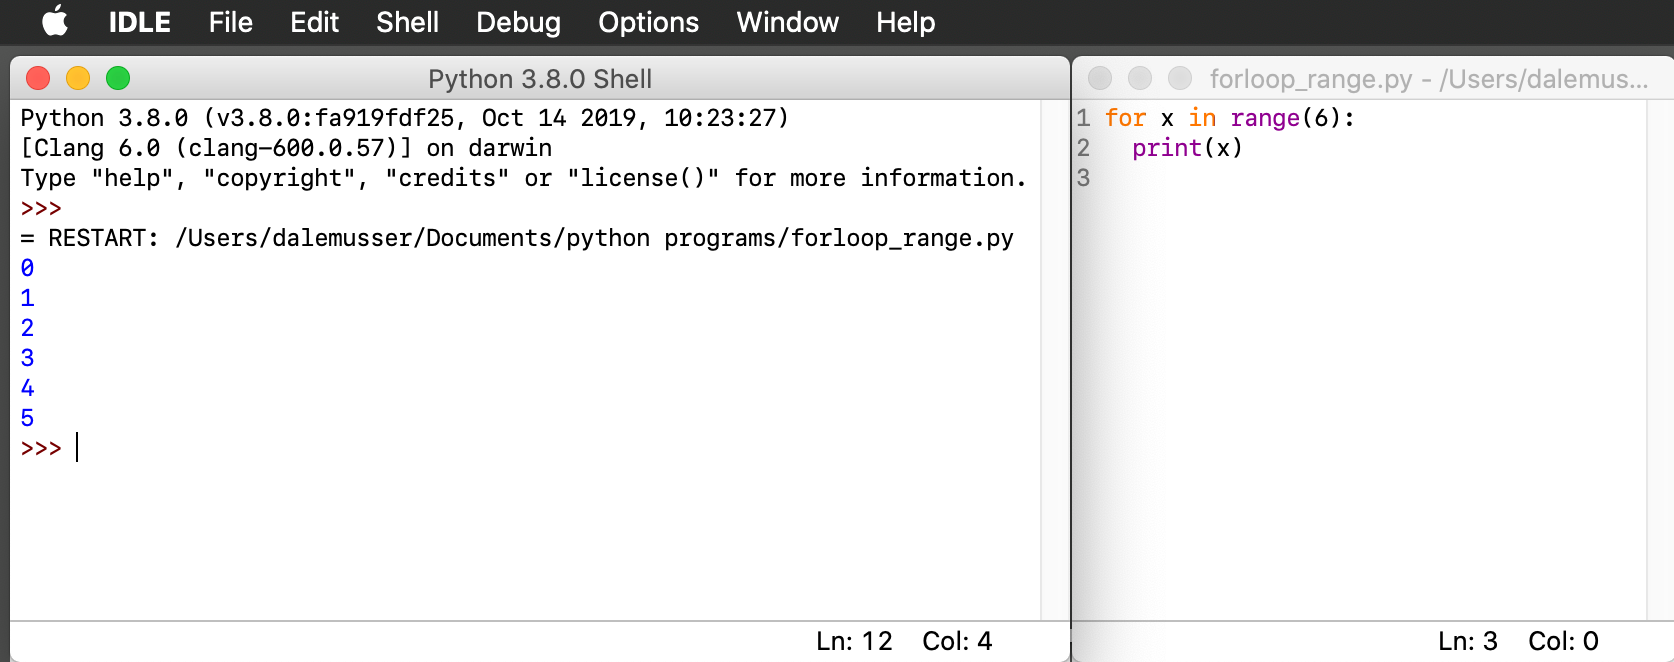 IDLE File Edit Shell Debug Options Window Help
Python 3.8.0 Shell
Python 3.8.0 (v3.8.0:fa919fdf25, Oct 14 2019, 10:23:27)
[Clang 6.0 (clang-600.0.57)] on darwin
Type "help", "copyright", "credits" or "license()" for more information.
>>>
= RESTART: /Users/dalemusser/Documents/python programs/forloop_range.py
0
1
2
3
4
5
>>>
Ln: 12 Col: 4
forloop_range.py - /Users/dalemus...
1 for x in range(6):
2   print(x)
3
Ln: 3 Col: 0